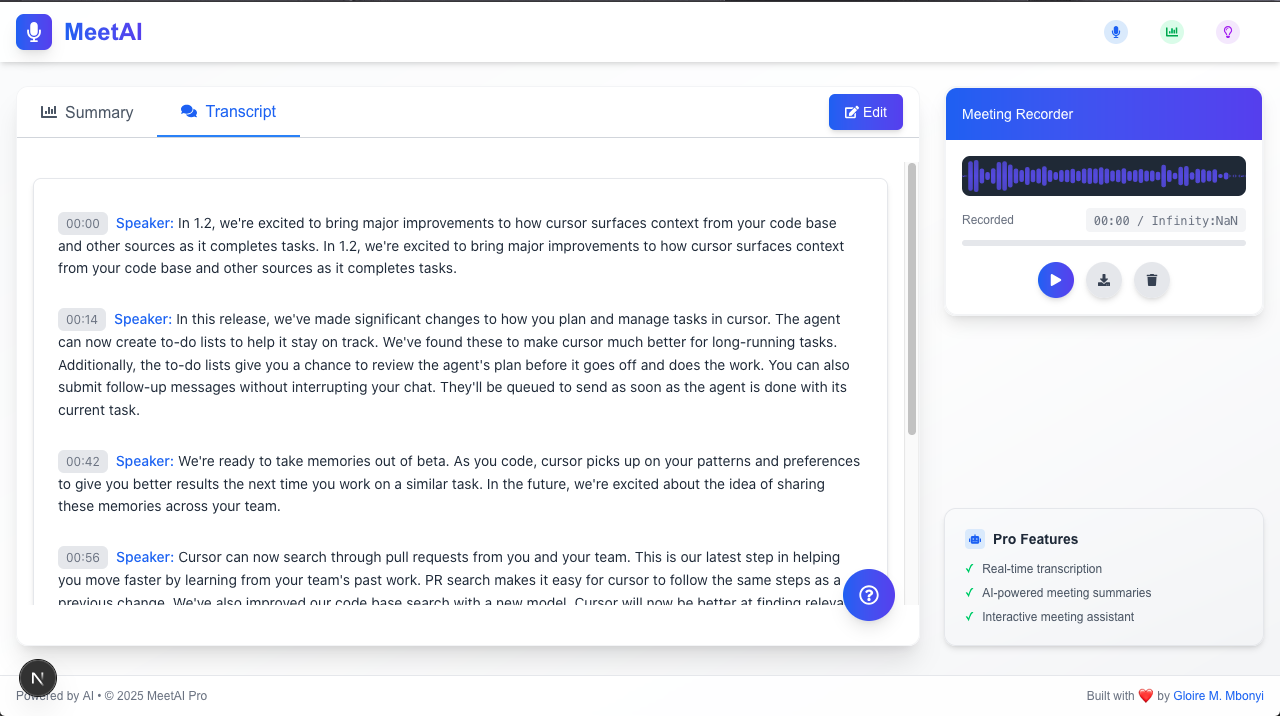 MeetAI
Summary
Transcript
Edit
00:00 Speaker: In 1.2, we're excited to bring major improvements to how cursor surfaces context from your code base
and other sources as it completes tasks. In 1.2, we're excited to bring major improvements to how cursor surfaces context
from your code base and other sources as it completes tasks.
00:14 Speaker: In this release, we've made significant changes to how you plan and manage tasks in cursor. The agent
can now create to-do lists to help it stay on track. We've found these to make cursor much better for long-running tasks.
Additionally, the to-do lists give you a chance to review the agent's plan before it goes off and does the work. You can also
submit follow-up messages without interrupting your chat. They'll be queued to send as soon as the agent is done with its
current task.
00:42 Speaker: We're ready to take memories out of beta. As you code, cursor picks up on your patterns and preferences
to give you better results the next time you work on a similar task. In the future, we're excited about the idea of sharing
these memories across your team.
00:56 Speaker: Cursor can now search through pull requests from you and your team. This is our latest step in helping
you move faster by learning from your team's past work. PR search makes it easy for cursor to follow the same steps as a
previous change. We've also improved our code base search with a new model. Cursor will now be better at finding
Meeting Recorder
Recorded
00:00 / Infinity:NaN
Pro Features
✓ Real-time transcription
✓ AI-powered meeting summaries
✓ Interactive meeting assistant
N
Powered by AI • © 2025 MeetAI Pro
Built with ❤️ by Gloire M. Mbonyi